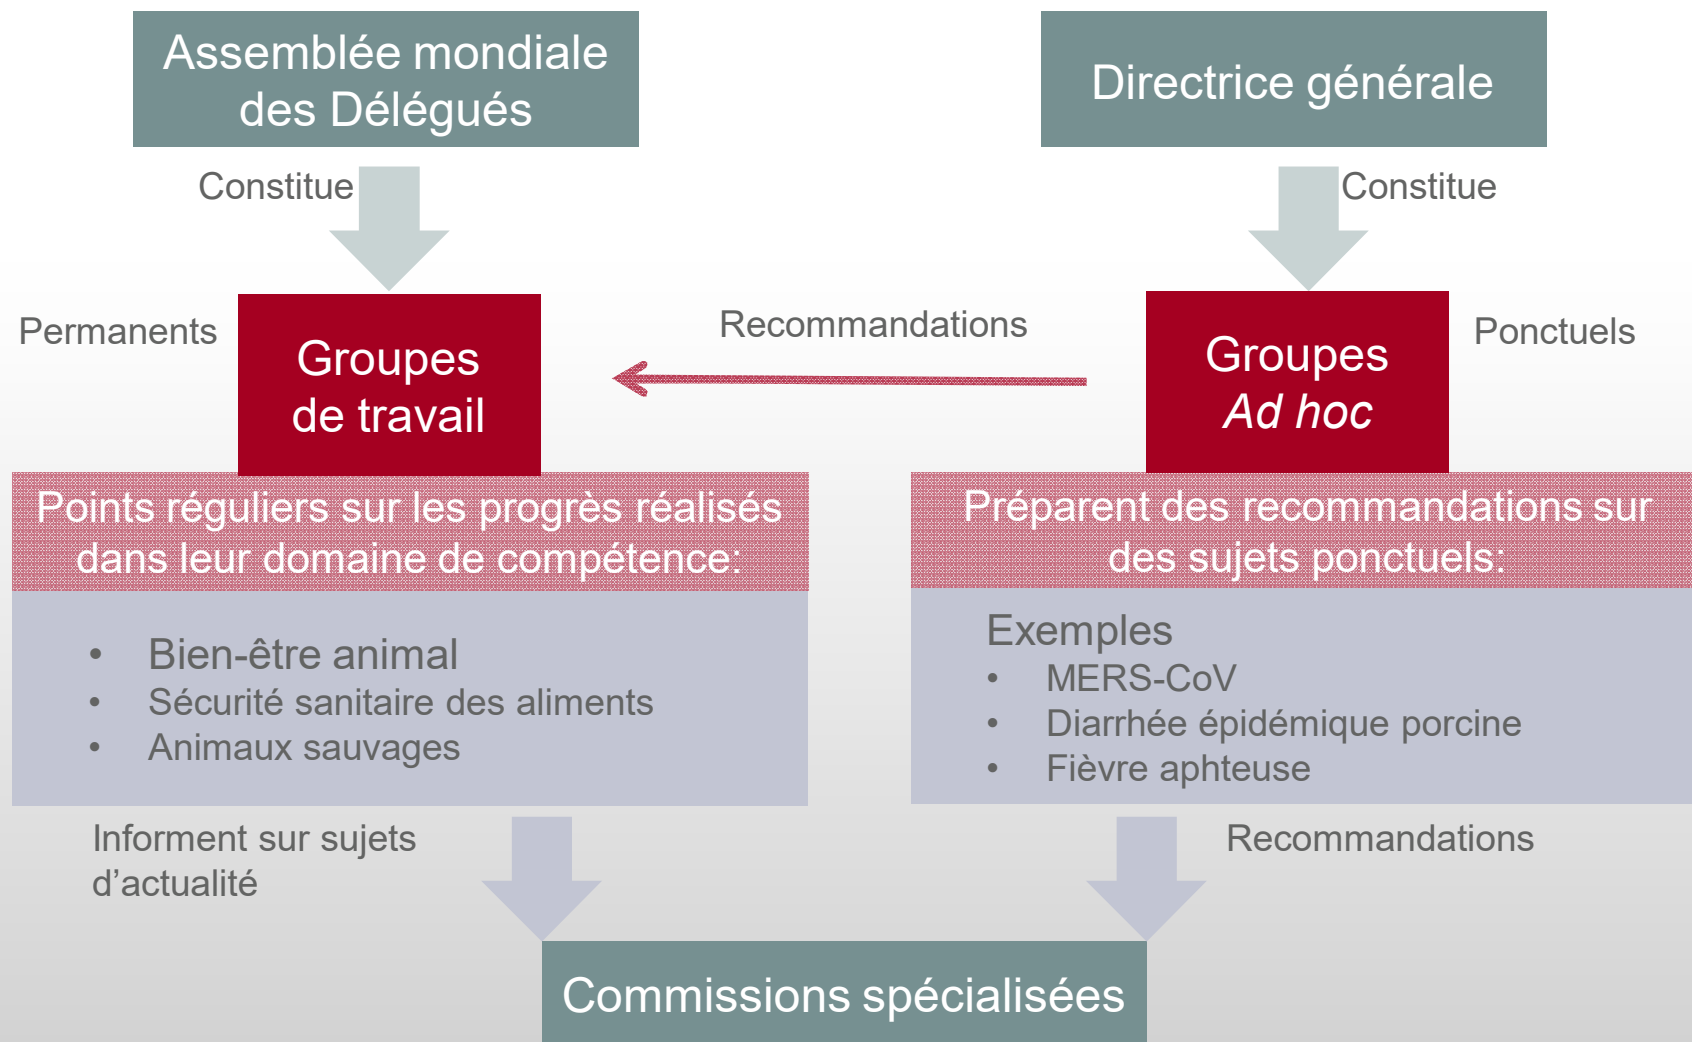 Assemblée mondiale
des Délégués
Directrice générale
Constitue
Constitue
Permanents
Groupes
de travail
Recommandations
Groupes
Ad hoc
Ponctuels
Points réguliers sur les progrès réalisés
dans leur domaine de compétence:
• Bien-être animal
• Sécurité sanitaire des aliments
• Animaux sauvages
Préparent des recommandations sur
des sujets ponctuels:
Exemples
• MERS-CoV
• Diarrhée épidémique porcine
• Fièvre aphteuse
Informent sur sujets
d’actualité
Recommandations
Commissions spécialisées